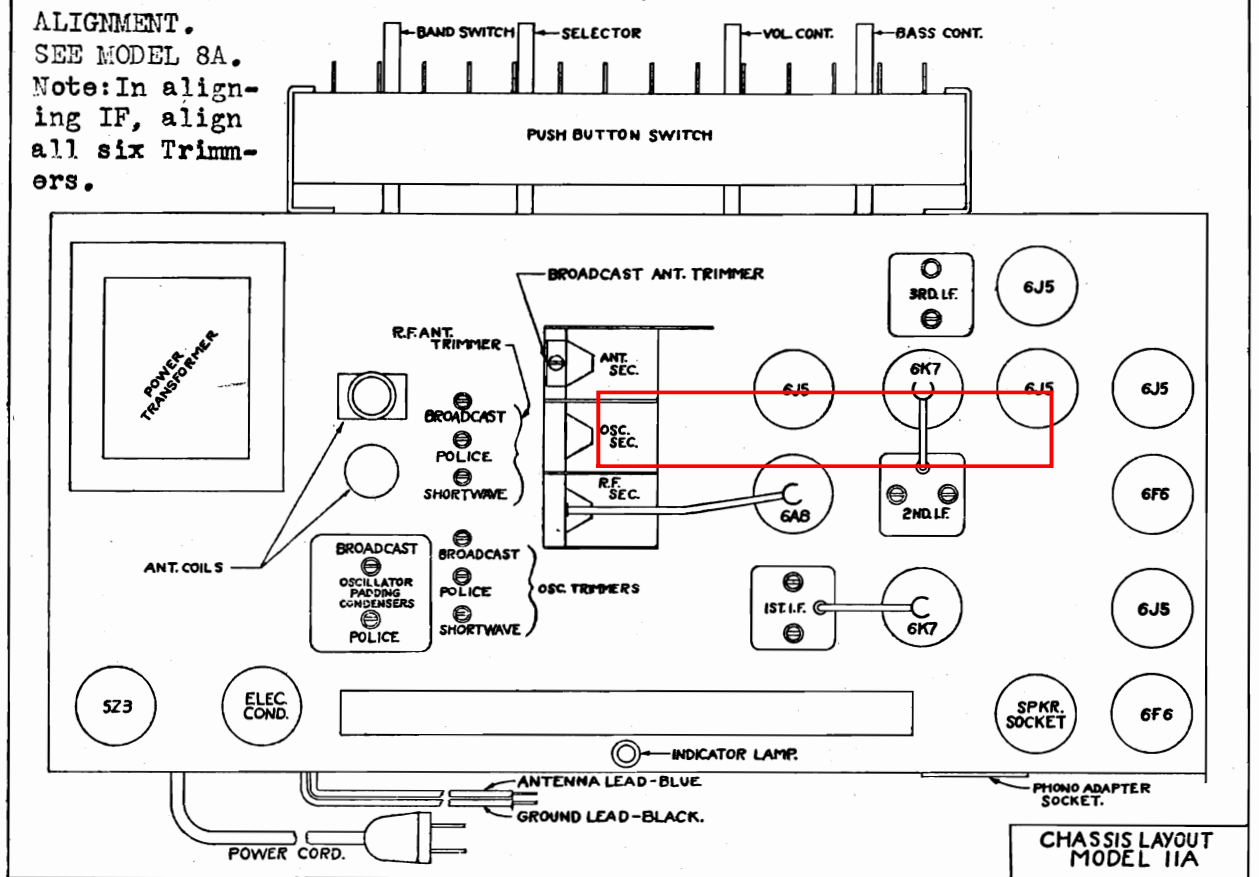 ALIGNMENT.
SEE MODEL 8A.
Note:In align-
ing IF, align
all six Trimm-
ers.
BAND SWITCH
SELECTOR
VOL. CONT.
BASS CONT.
PUSH BUTTON SWITCH
POWER
TRANSFORMER
BROADCAST ANT. TRIMMER
R.F. ANT.
TRIMMER
ANT.
SEC.
OSC.
SEC.
R.F.
SEC.
BROADCAST
POLICE
SHORTWAVE
3RD. I.F.
6J5
6J5
6K7
6J5
6J5
6A8
2ND. I.F.
6F6
ANT. COILS
BROADCAST
OSCILLATOR
PADDING
CONDENSERS
POLICE
BROADCAST
POLICE
SHORTWAVE
OSC. TRIMMERS
1ST. I.F.
6K7
6J5
5Z3
ELEC.
COND.
SPKR.
SOCKET
6F6
INDICATOR LAMP.
ANTENNA LEAD-BLUE
GROUND LEAD-BLACK.
POWER CORD.
PHONO ADAPTER
SOCKET.
CHASSIS LAYOUT
MODEL 11A